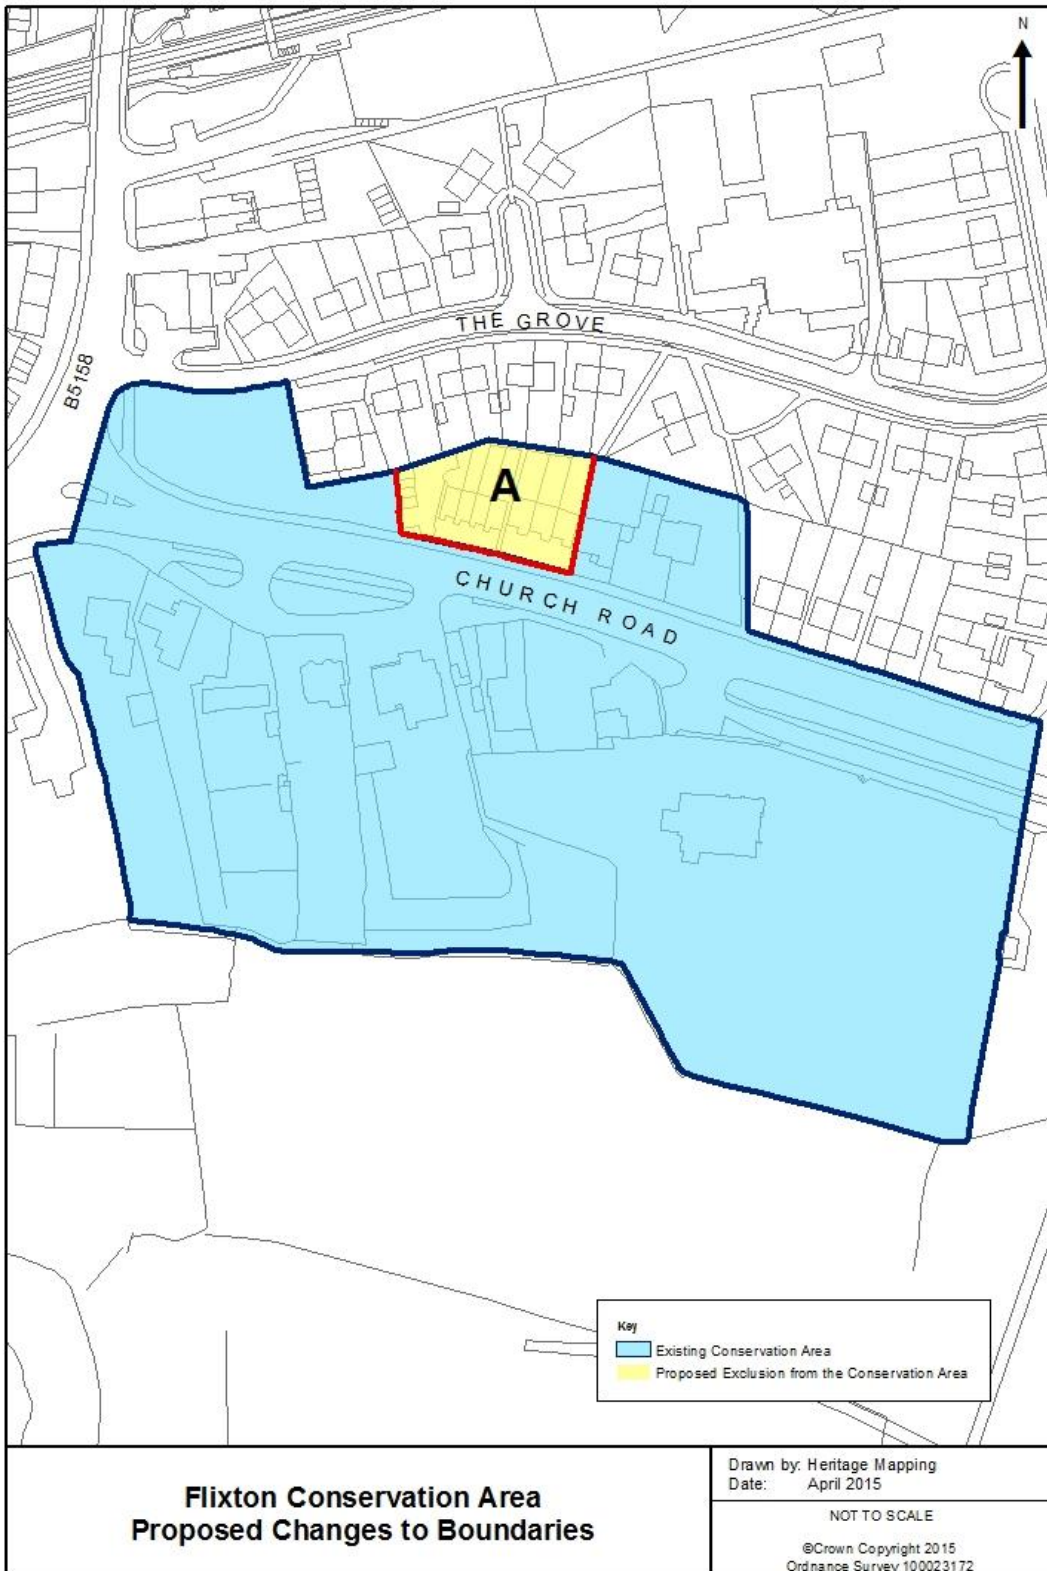 N
THE GROVE
B5158
A
CHURCH ROAD
Key
Existing Conservation Area
Proposed Exclusion from the Conservation Area
Flixton Conservation Area
Proposed Changes to Boundaries
Drawn by: Heritage Mapping
Date: April 2015
NOT TO SCALE
©Crown Copyright 2015
Ordnance Survey 100023172